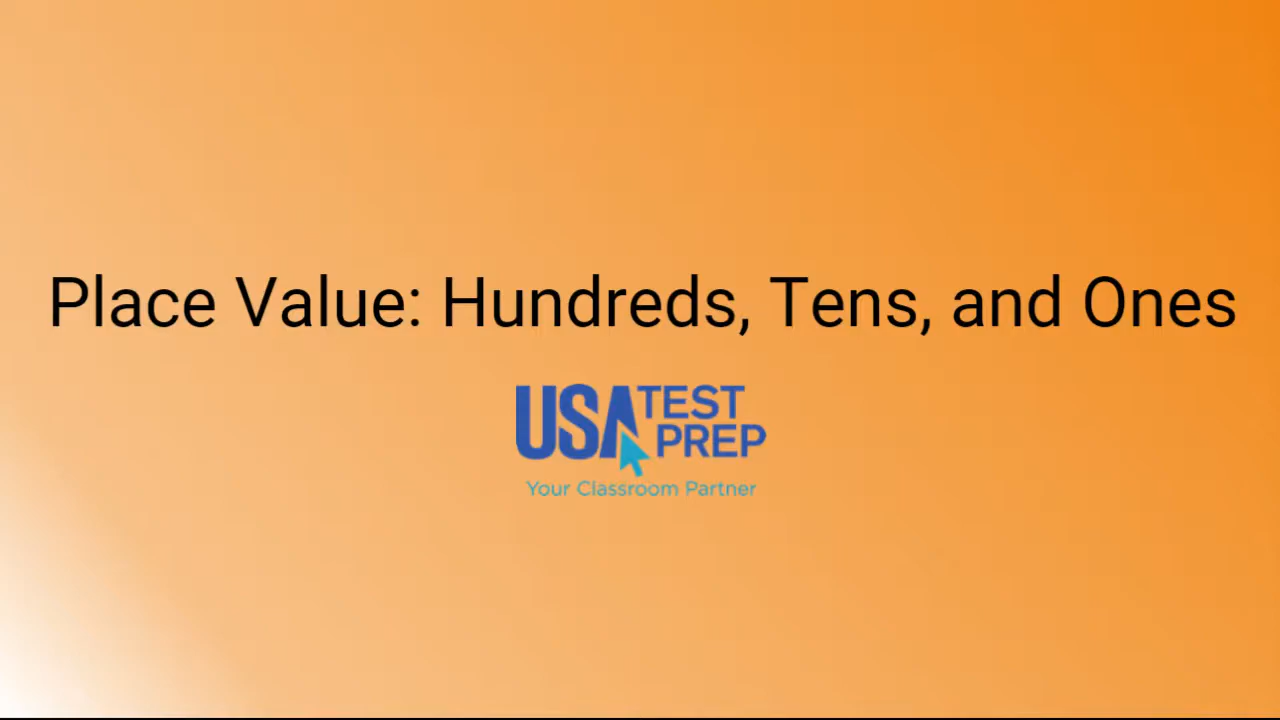 Place Value: Hundreds, Tens, and Ones
USA TEST
PREP
Your Classroom Partner